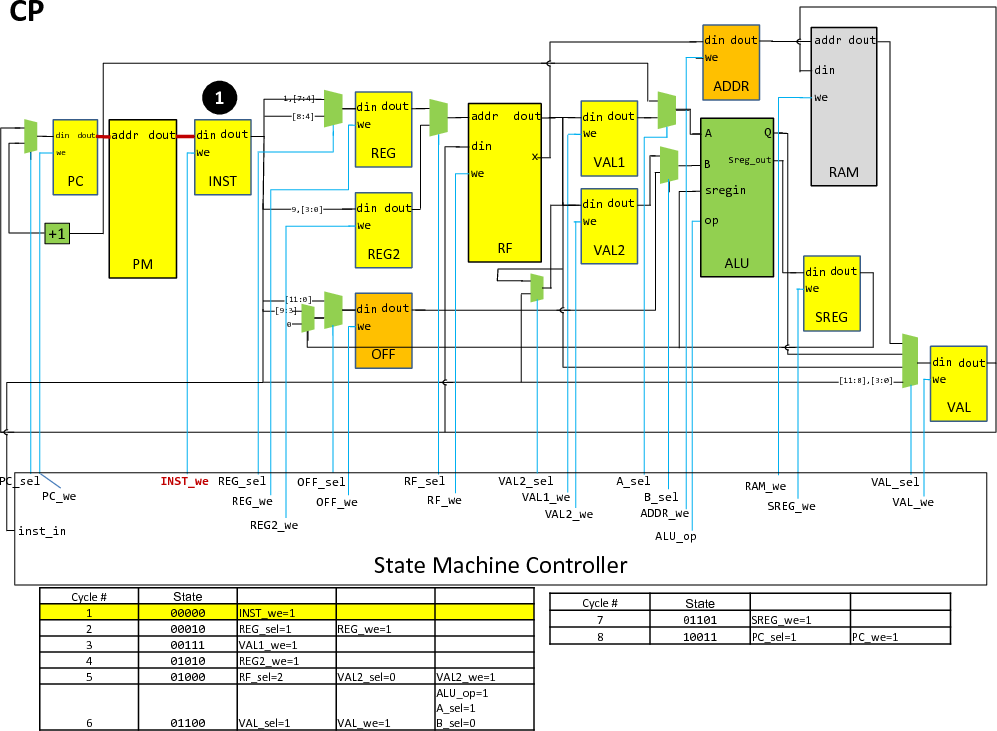 CP
1
din dout
we
PC
+1
addr dout
PM
din dout
we
INST
1,[7:4]
[8:4]
din dout
we
REG
9,[3:0]
din dout
we
REG2
[11:0]
[9:3]
0
din dout
we
OFF
addr dout
din
x
we
RF
din dout
we
VAL1
din dout
we
VAL2
din dout
we
ADDR
A Q
B Sreg_out
sregin
op
ALU
addr dout
din
we
RAM
din dout
we
SREG
[11:8],[3:0]
din dout
we
VAL
PC_sel
PC_we
INST_we
REG_sel
REG_we
REG2_we
OFF_sel
OFF_we
RF_sel
RF_we
VAL2_sel
VAL1_we
VAL2_we
A_sel
B_sel
ADDR_we
ALU_op
RAM_we
SREG_we
VAL_sel
VAL_we
inst_in
State Machine Controller
Cycle # State
1 00000 INST_we=1
2 00010 REG_sel=1 REG_we=1
3 00111 VAL1_we=1
4 01010 REG2_we=1
5 01000 RF_sel=2 VAL2_sel=0 VAL2_we=1
ALU_op=1
A_sel=1
6 01100 VAL_sel=1 VAL_we=1 B_sel=0
Cycle # State
7 01101 SREG_we=1
8 10011 PC_sel=1 PC_we=1